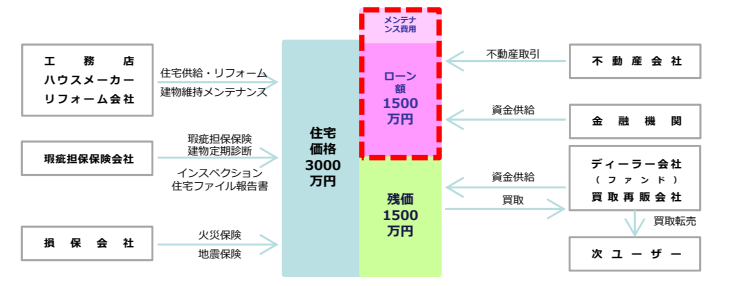 工務店
ハウスメーカー
リフォーム会社
住宅供給・リフォーム
建物維持メンテナンス
瑕疵担保保険会社
瑕疵担保保険
建物定期診断
インスペクション
住宅ファイル報告書
損保会社
火災保険
地震保険
住宅
価格
3000
万円
メンテナ
ンス費用
ローン
額
1500
万円
残価
1500
万円
不動産取引
不動産会社
資金供給
金融機関
資金供給
買取
ディーラー会社
(ファンド)
買取再販会社
買取転売
次ユーザー